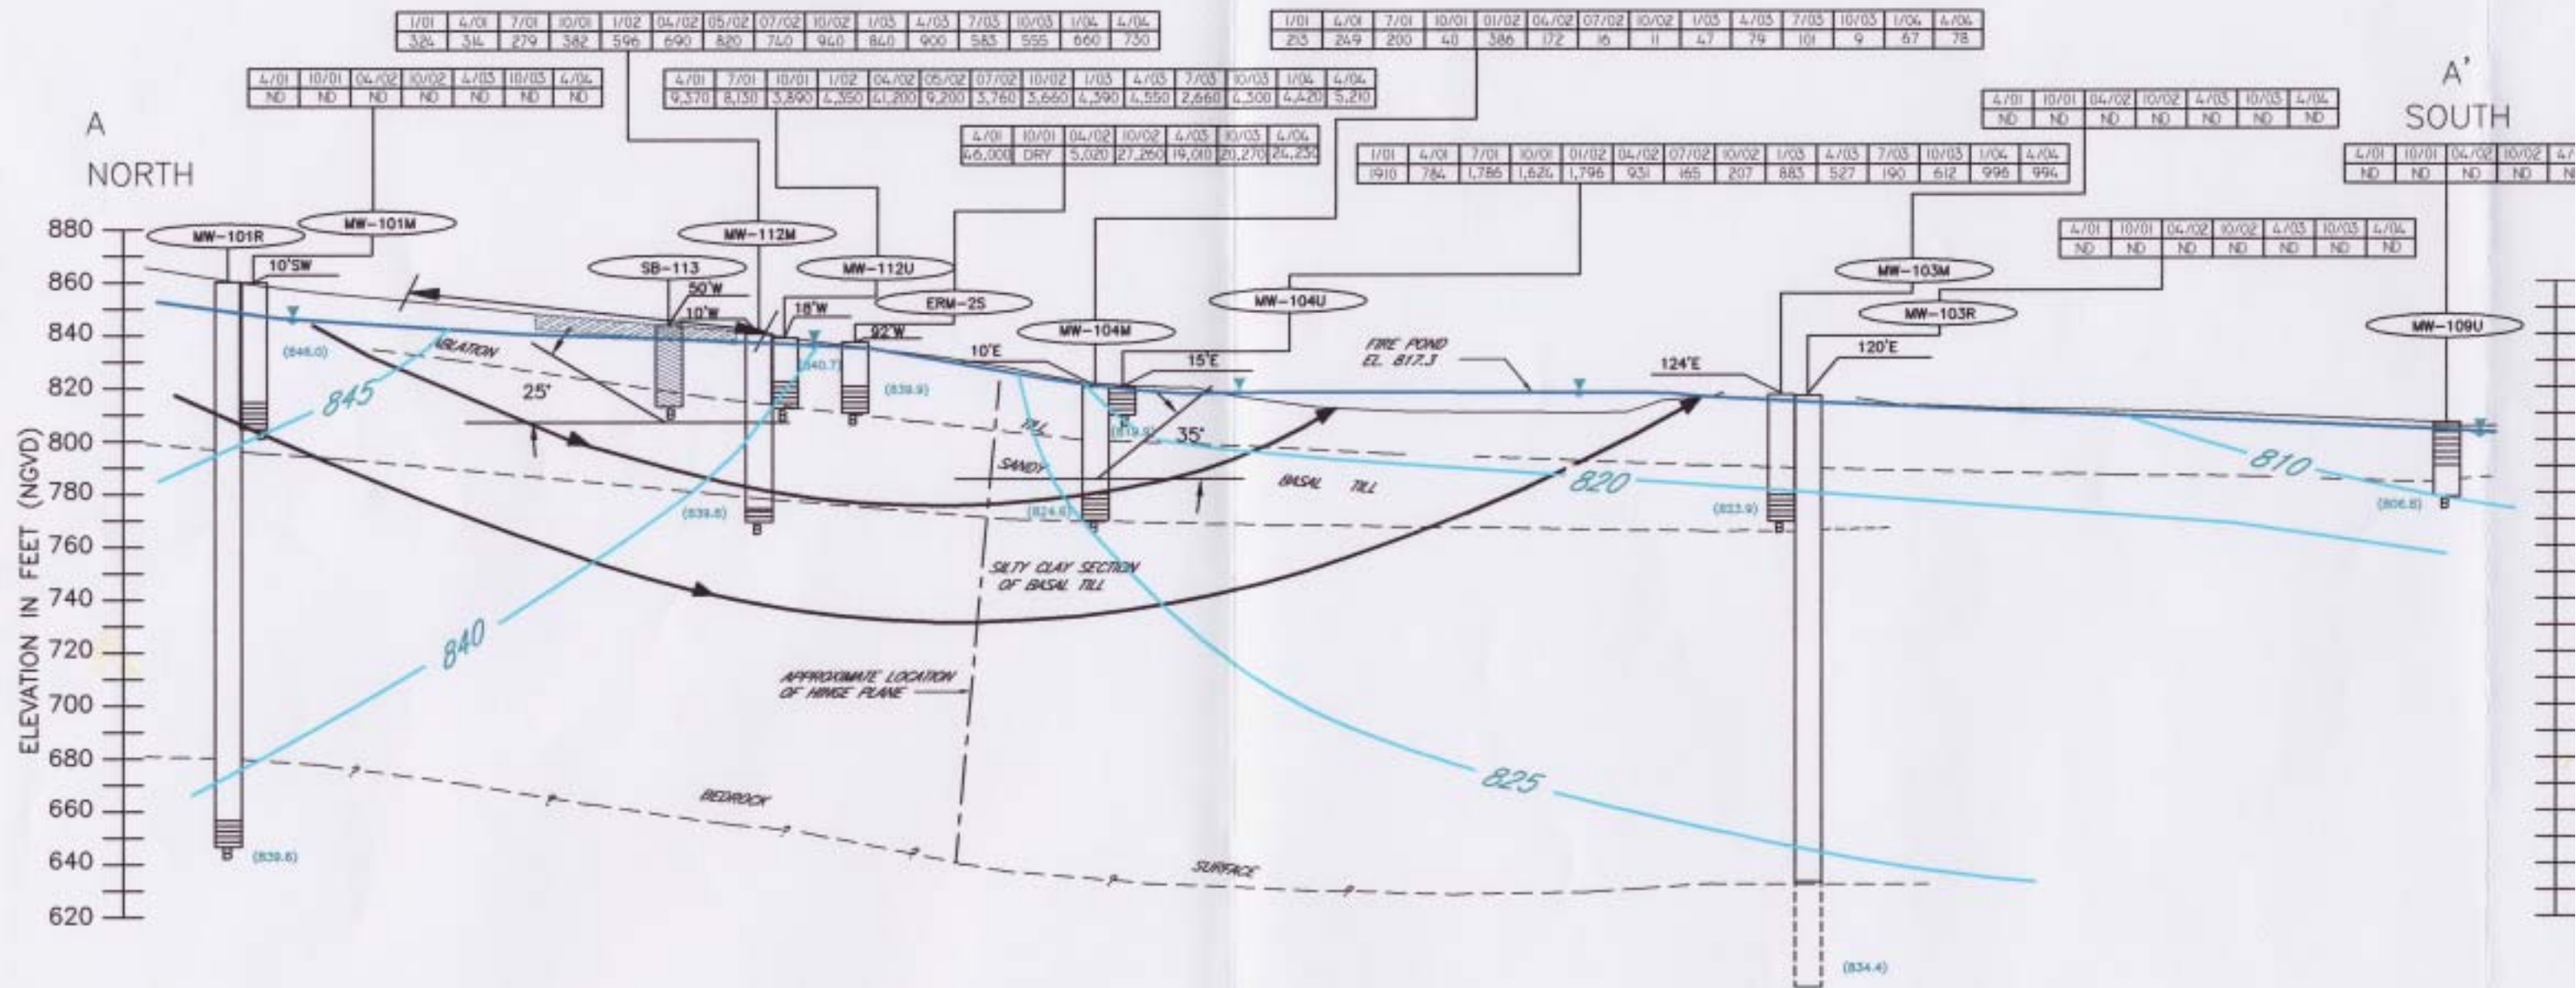 1/01 4/01 7/01 10/01 1/02 04/02 05/02 07/02 10/02 1/03 4/03 7/03 10/03 1/04 4/04
324 314 279 382 596 690 820 740 940 840 900 583 555 660 730
1/01 4/01 7/01 10/01 01/02 04/02 07/02 10/02 1/03 4/03 7/03 10/03 1/04 4/04
213 249 200 40 386 172 16 11 47 79 101 9 67 78
4/01 10/01 04/02 10/02 4/03 10/03 4/04
ND ND ND ND ND ND ND
4/01 7/01 10/01 1/02 04/02 05/02 07/02 10/02 1/03 4/03 7/03 10/03 1/04 4/04
9,370 8,130 3,890 4,350 41,200 9,200 3,760 3,660 4,390 4,550 2,660 4,300 4,420 5,210
4/01 10/01 04/02 10/02 4/03 10/03 4/04
ND ND ND ND ND ND ND
A'
SOUTH
A
NORTH
4/01 10/01 04/02 10/02 4/03 10/03 4/04
46,000 DRY 5,020 27,260 19,010 20,270 24,230
1/01 4/01 7/01 10/01 01/02 04/02 07/02 10/02 1/03 4/03 7/03 10/03 1/04 4/04
1910 784 1,786 1,624 1,796 931 165 207 883 527 190 612 996 994
4/01 10/01 04/02 10/02
ND ND ND ND
4/01 10/01 04/02 10/02 4/03 10/03 4/04
ND ND ND ND ND ND ND
ELEVATION IN FEET (NGVD)
880
860
840
820
800
780
760
740
720
700
680
660
640
620
MW-101R
MW-101M
10'SW
SB-113
50'W
10'W
MW-112M
MW-112U
18'W
ERM-2S
92'W
MW-104M
10'E
MW-104U
15'E
FIRE POND
EL. 817.3
MW-103M
124'E
MW-103R
120'E
MW-109U
(846.0)
ABLATION
(840.7)
(839.9)
25°
845
TILL
(819.9)
35°
SANDY
BASAL TILL
820
810
(839.8)
(823.9)
(806.8)
B
B
B
B
B
B
B
B
B
B
SILTY CLAY SECTION
OF BASAL TILL
840
APPROXIMATE LOCATION
OF HINGE PLANE
825
BEDROCK
SURFACE
? ? ? ? ? ?
(839.6)
(834.4)